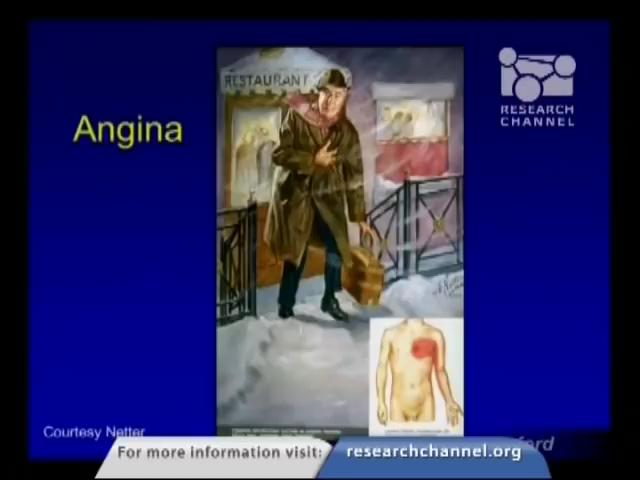 RESTAURANT
Angina
RESEARCH
CHANNEL
Courtesy Netter
For more information visit:
researchchannel.org